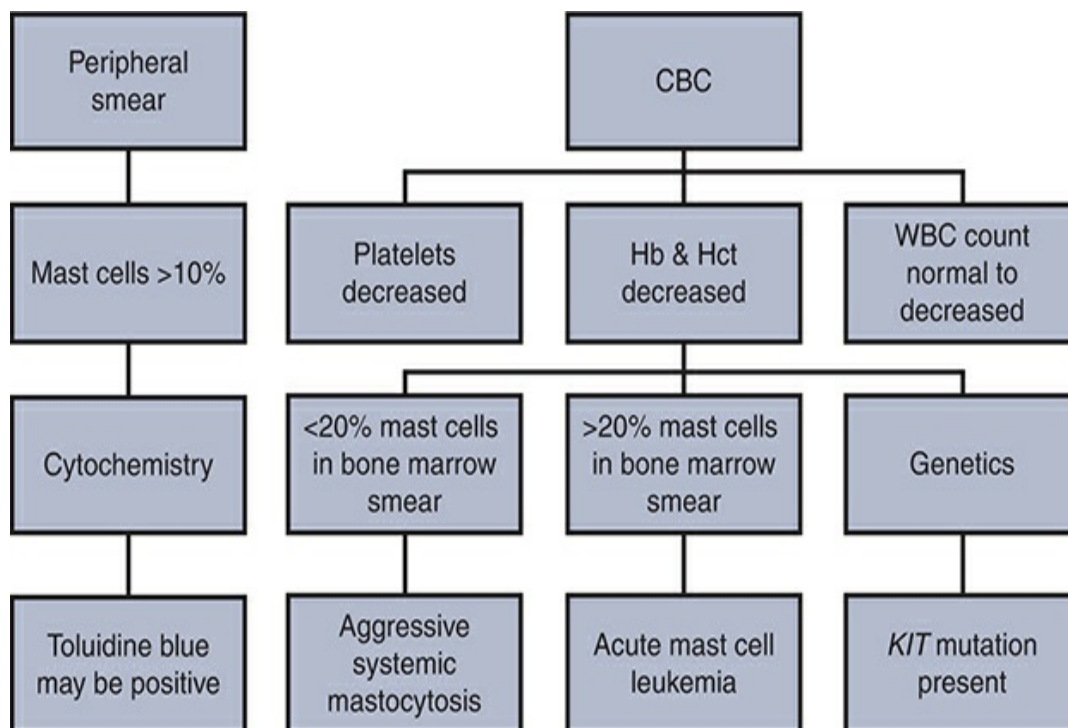 Peripheral
smear
CBC
Mast cells >10%
Platelets
decreased
Hb & Hct
decreased
WBC count
normal to
decreased
Cytochemistry
<20% mast cells
in bone marrow
smear
>20% mast cells
in bone marrow
smear
Genetics
Toluidine blue
may be positive
Aggressive
systemic
mastocytosis
Acute mast cell
leukemia
KIT mutation
present